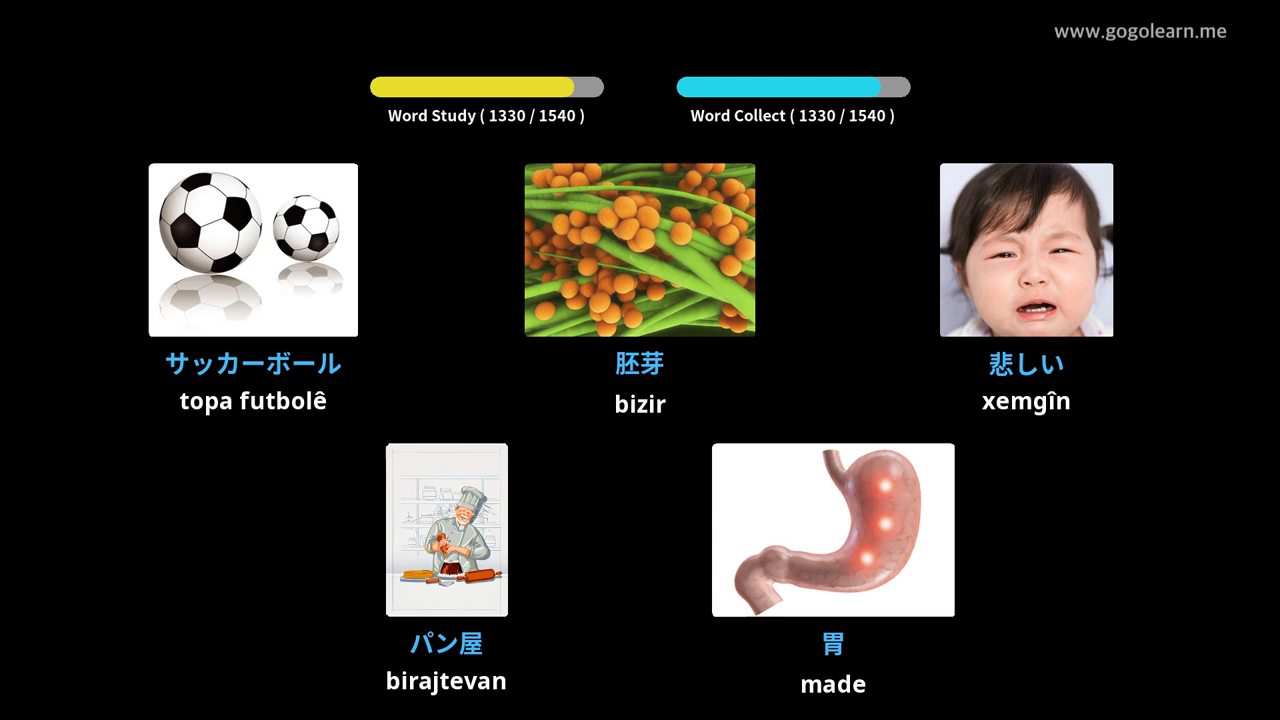 www.gogolearn.me
Word Study ( 1330 / 1540 )
Word Collect ( 1330 / 1540 )
サッカーボール
topa futbolê
胚芽
bizir
悲しい
xemgîn
パン屋
birajtevan
胃
made